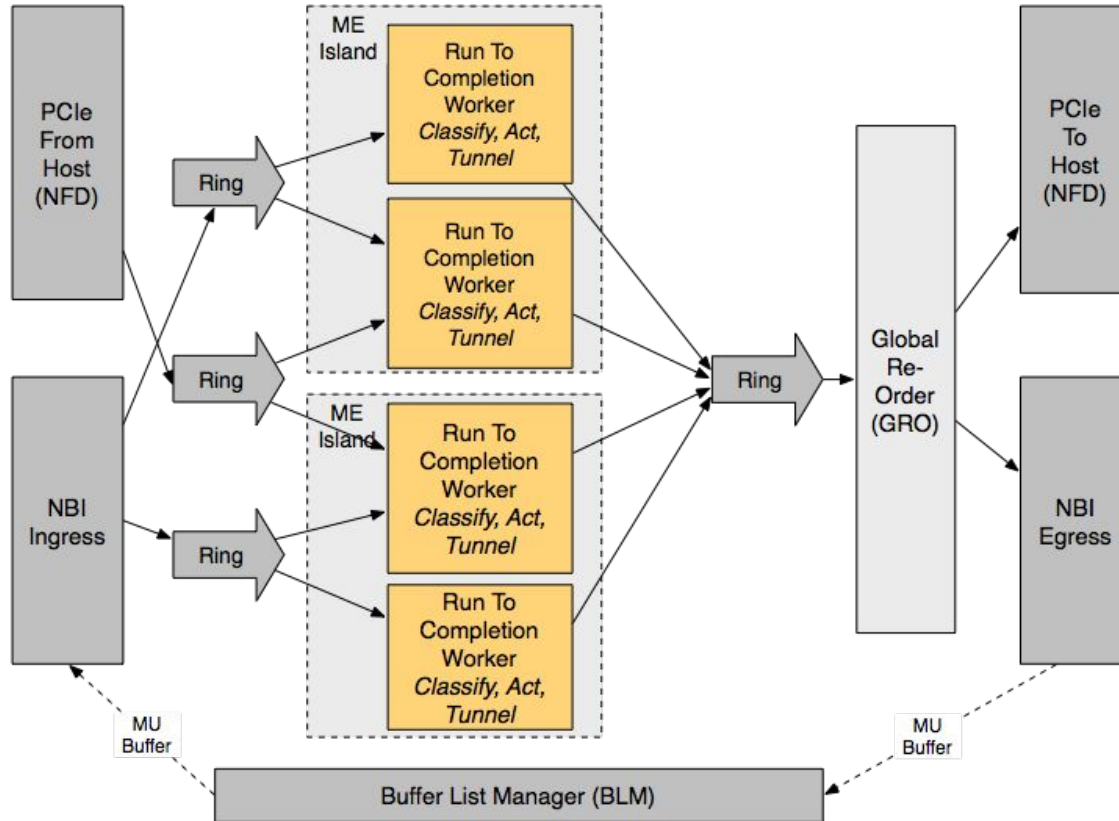 PCIe
From
Host
(NFD)
NBI
Ingress
Ring
Ring
Ring
ME
Island
Run To
Completion
Worker
Classify, Act,
Tunnel
Run To
Completion
Worker
Classify, Act,
Tunnel
ME
Island
Run To
Completion
Worker
Classify, Act,
Tunnel
Run To
Completion
Worker
Classify, Act,
Tunnel
Ring
Global
Re-
Order
(GRO)
PCIe
To
Host
(NFD)
NBI
Egress
MU
Buffer
MU
Buffer
Buffer List Manager (BLM)